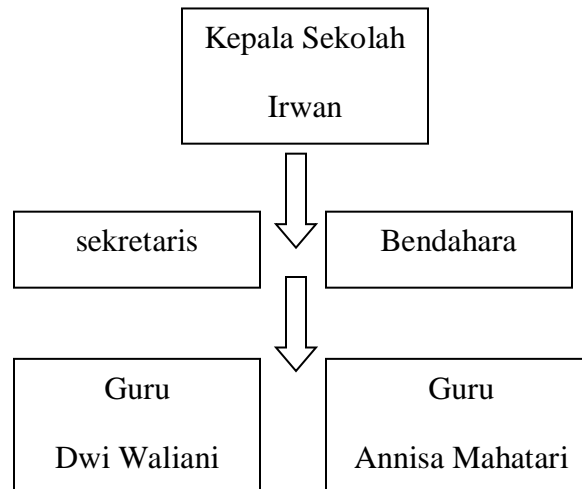 Kepala Sekolah
Irwan
sekretaris
Bendahara
Guru
Dwi Waliani
Guru
Annisa Mahatari